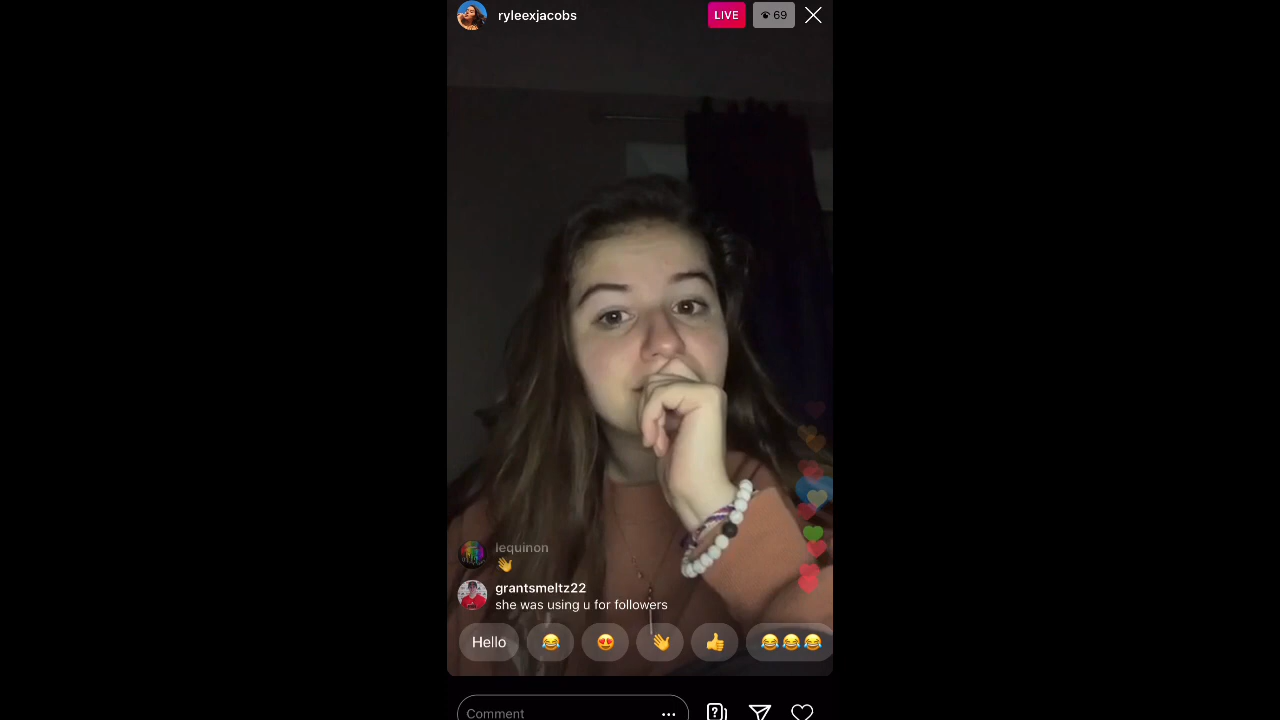 ryleexjacobs
LIVE
69
lequinon
👋
grantsmeltz22
she was using u for followers
Hello 😂 😍 👋 👍 😂😂😂
Comment